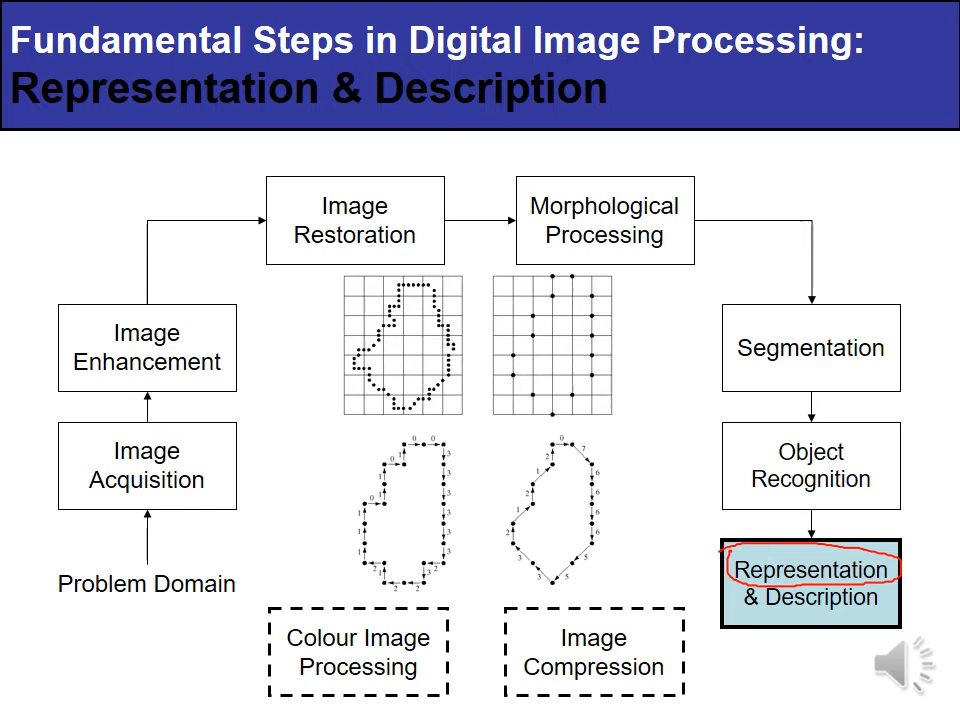 Fundamental Steps in Digital Image Processing:
Representation & Description
Image
Restoration
Morphological
Processing
Image
Enhancement
Segmentation
Image
Acquisition
Object
Recognition
Problem Domain
Representation
& Description
Colour Image
Processing
Image
Compression